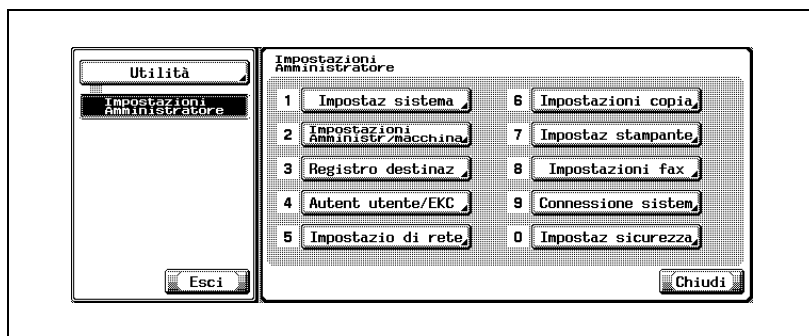 Utilità
Impostazioni
Amministratore
Impostazioni
Amministratore
1 Impostaz sistema
2 Impostazioni
Amministr/macchina
3 Registro destinaz
4 Autent utente/EKC
5 Impostazio di rete
6 Impostazioni copia
7 Impostaz stampante
8 Impostazioni fax
9 Connessione sistem
0 Impostaz sicurezza
Esci
Chiudi